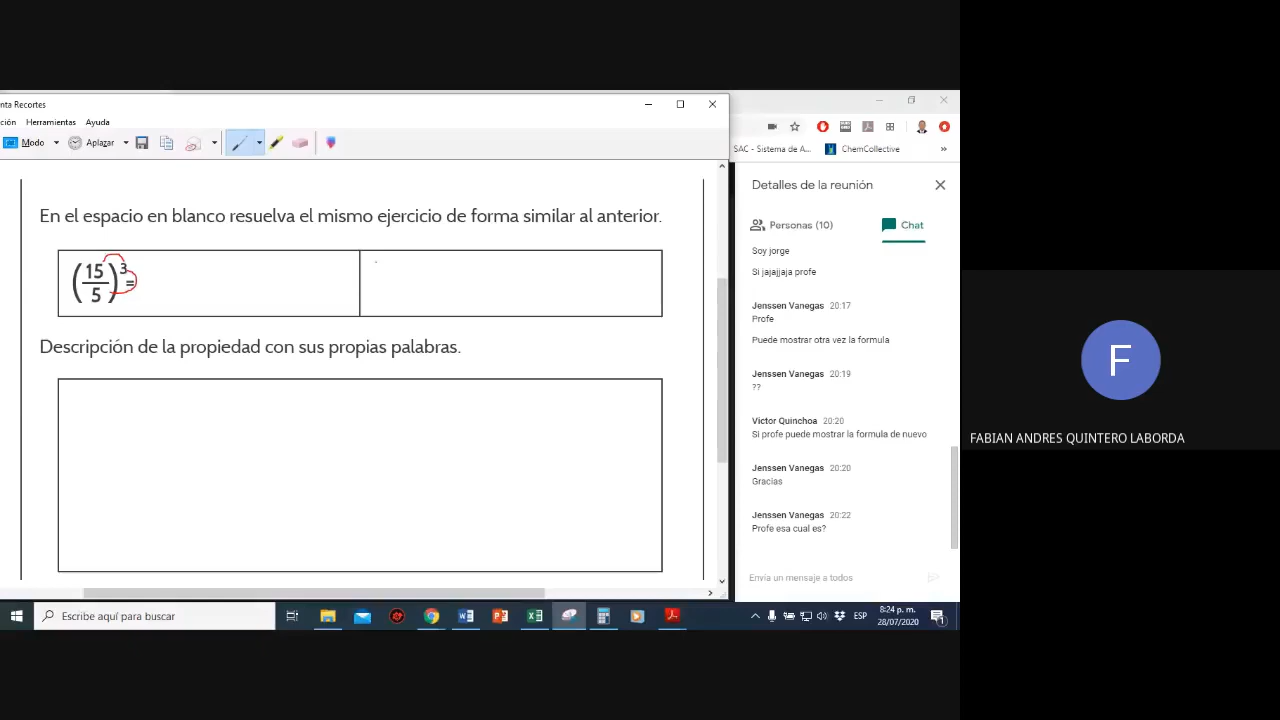 nta Recortes
ción Herramientas Ayuda
Modo Aplazar
En el espacio en blanco resuelva el mismo ejercicio de forma similar al anterior.
(15/5)³=
Descripción de la propiedad con sus propias palabras.
SAC - Sistema de A... ChemCollective »
Detalles de la reunión
Personas (10) Chat
Soy jorge
Si jajajjaja profe
Jenssen Vanegas 20:17
Profe
Puede mostrar otra vez la formula
Jenssen Vanegas 20:19
??
Victor Quinchoa 20:20
Si profe puede mostrar la formula de nuevo
Jenssen Vanegas 20:20
Gracias
Jenssen Vanegas 20:22
Profe esa cual es?
Envía un mensaje a todos
F
FABIAN ANDRES QUINTERO LABORDA
Escribe aquí para buscar
ESP
8:24 p. m.
28/07/2020
1